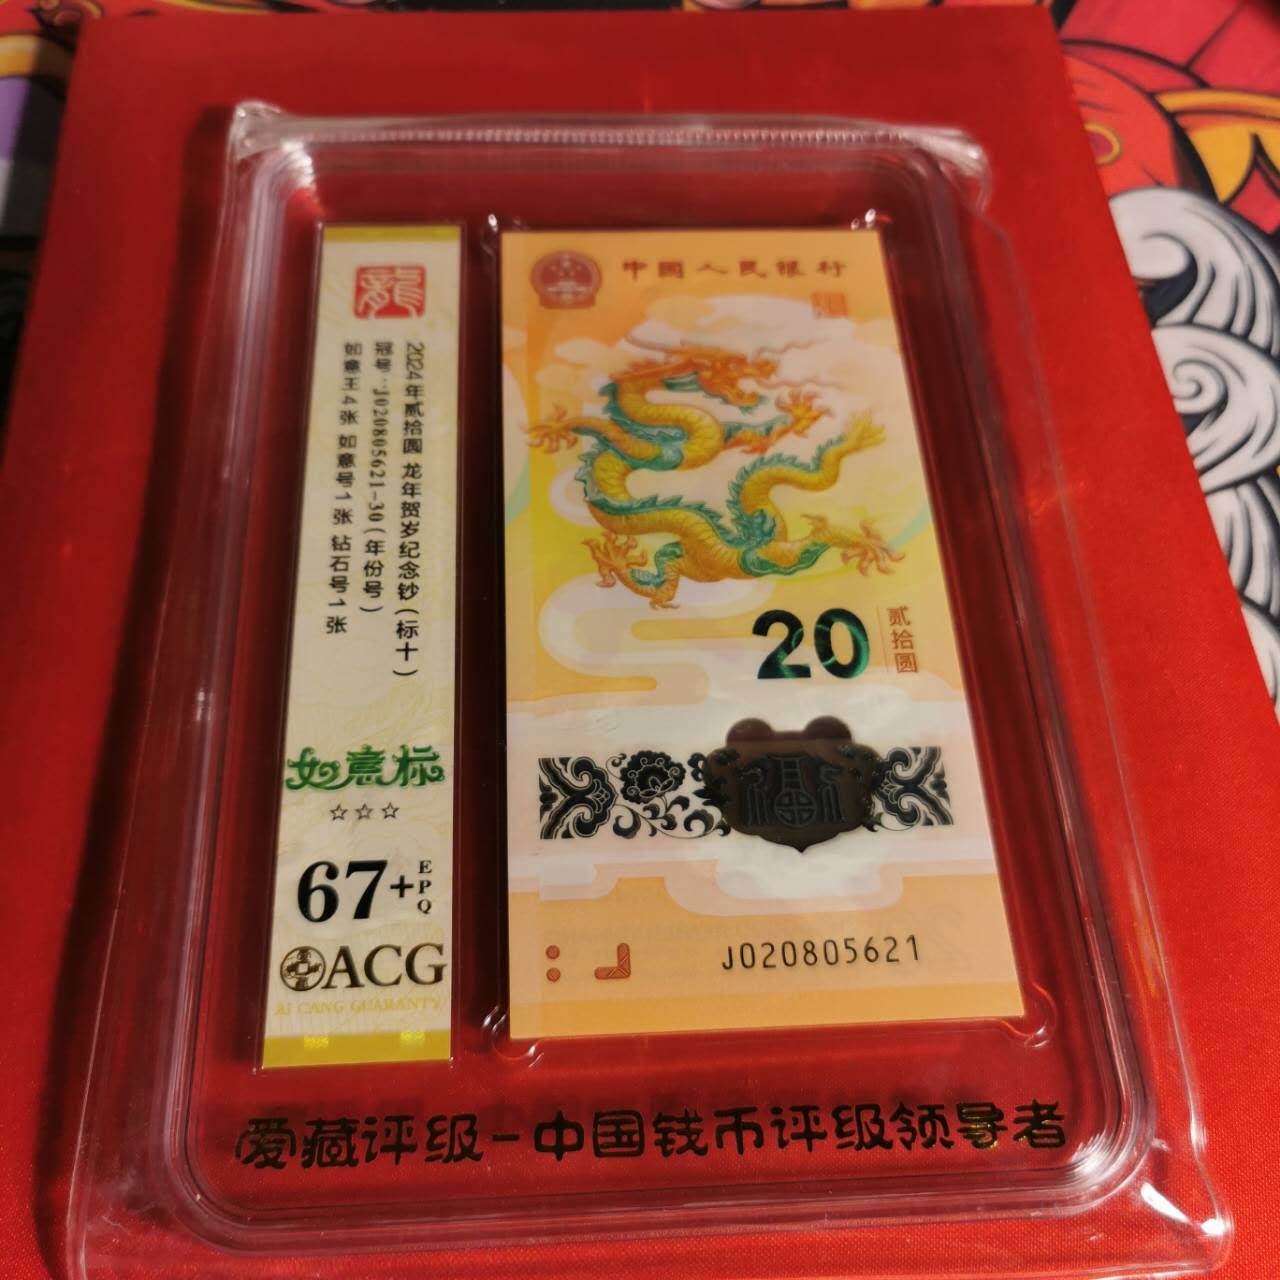 龍
2024年贰拾圆 龙年贺岁纪念钞(标十)
冠号:J020805621-30(年份号)
如意王4张 如意号1张 钻石号1张
如意标
☆☆☆
67+EPQ
ACG
AI CANG GUARANTY
中國人民银行
20
贰拾圆
福
J020805621
爱藏评级-中国钱币评级领导者